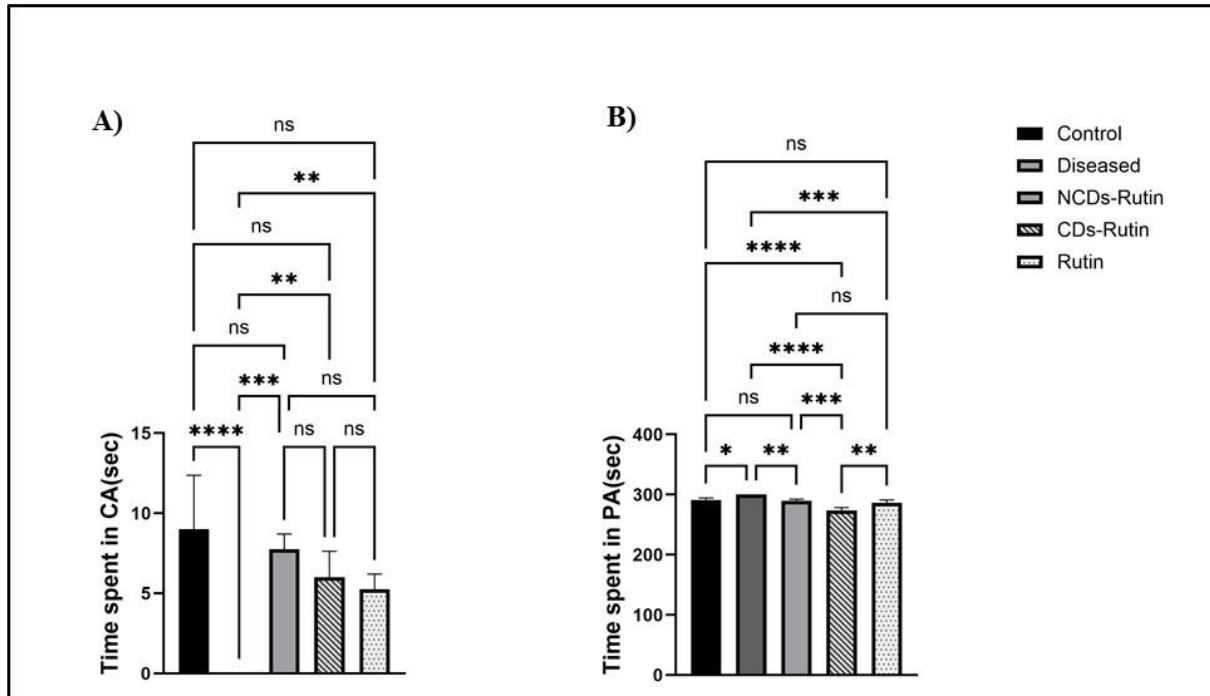 A)
ns
**
ns
**
ns
***
ns
****
ns
ns
15
10
5
0
Time spent in CA(sec)
B)
ns
***
****
ns
****
ns
***
*
**
**
400
300
200
100
0
Time spent in PA(sec)
Control
Diseased
NCDs-Rutin
CDs-Rutin
Rutin